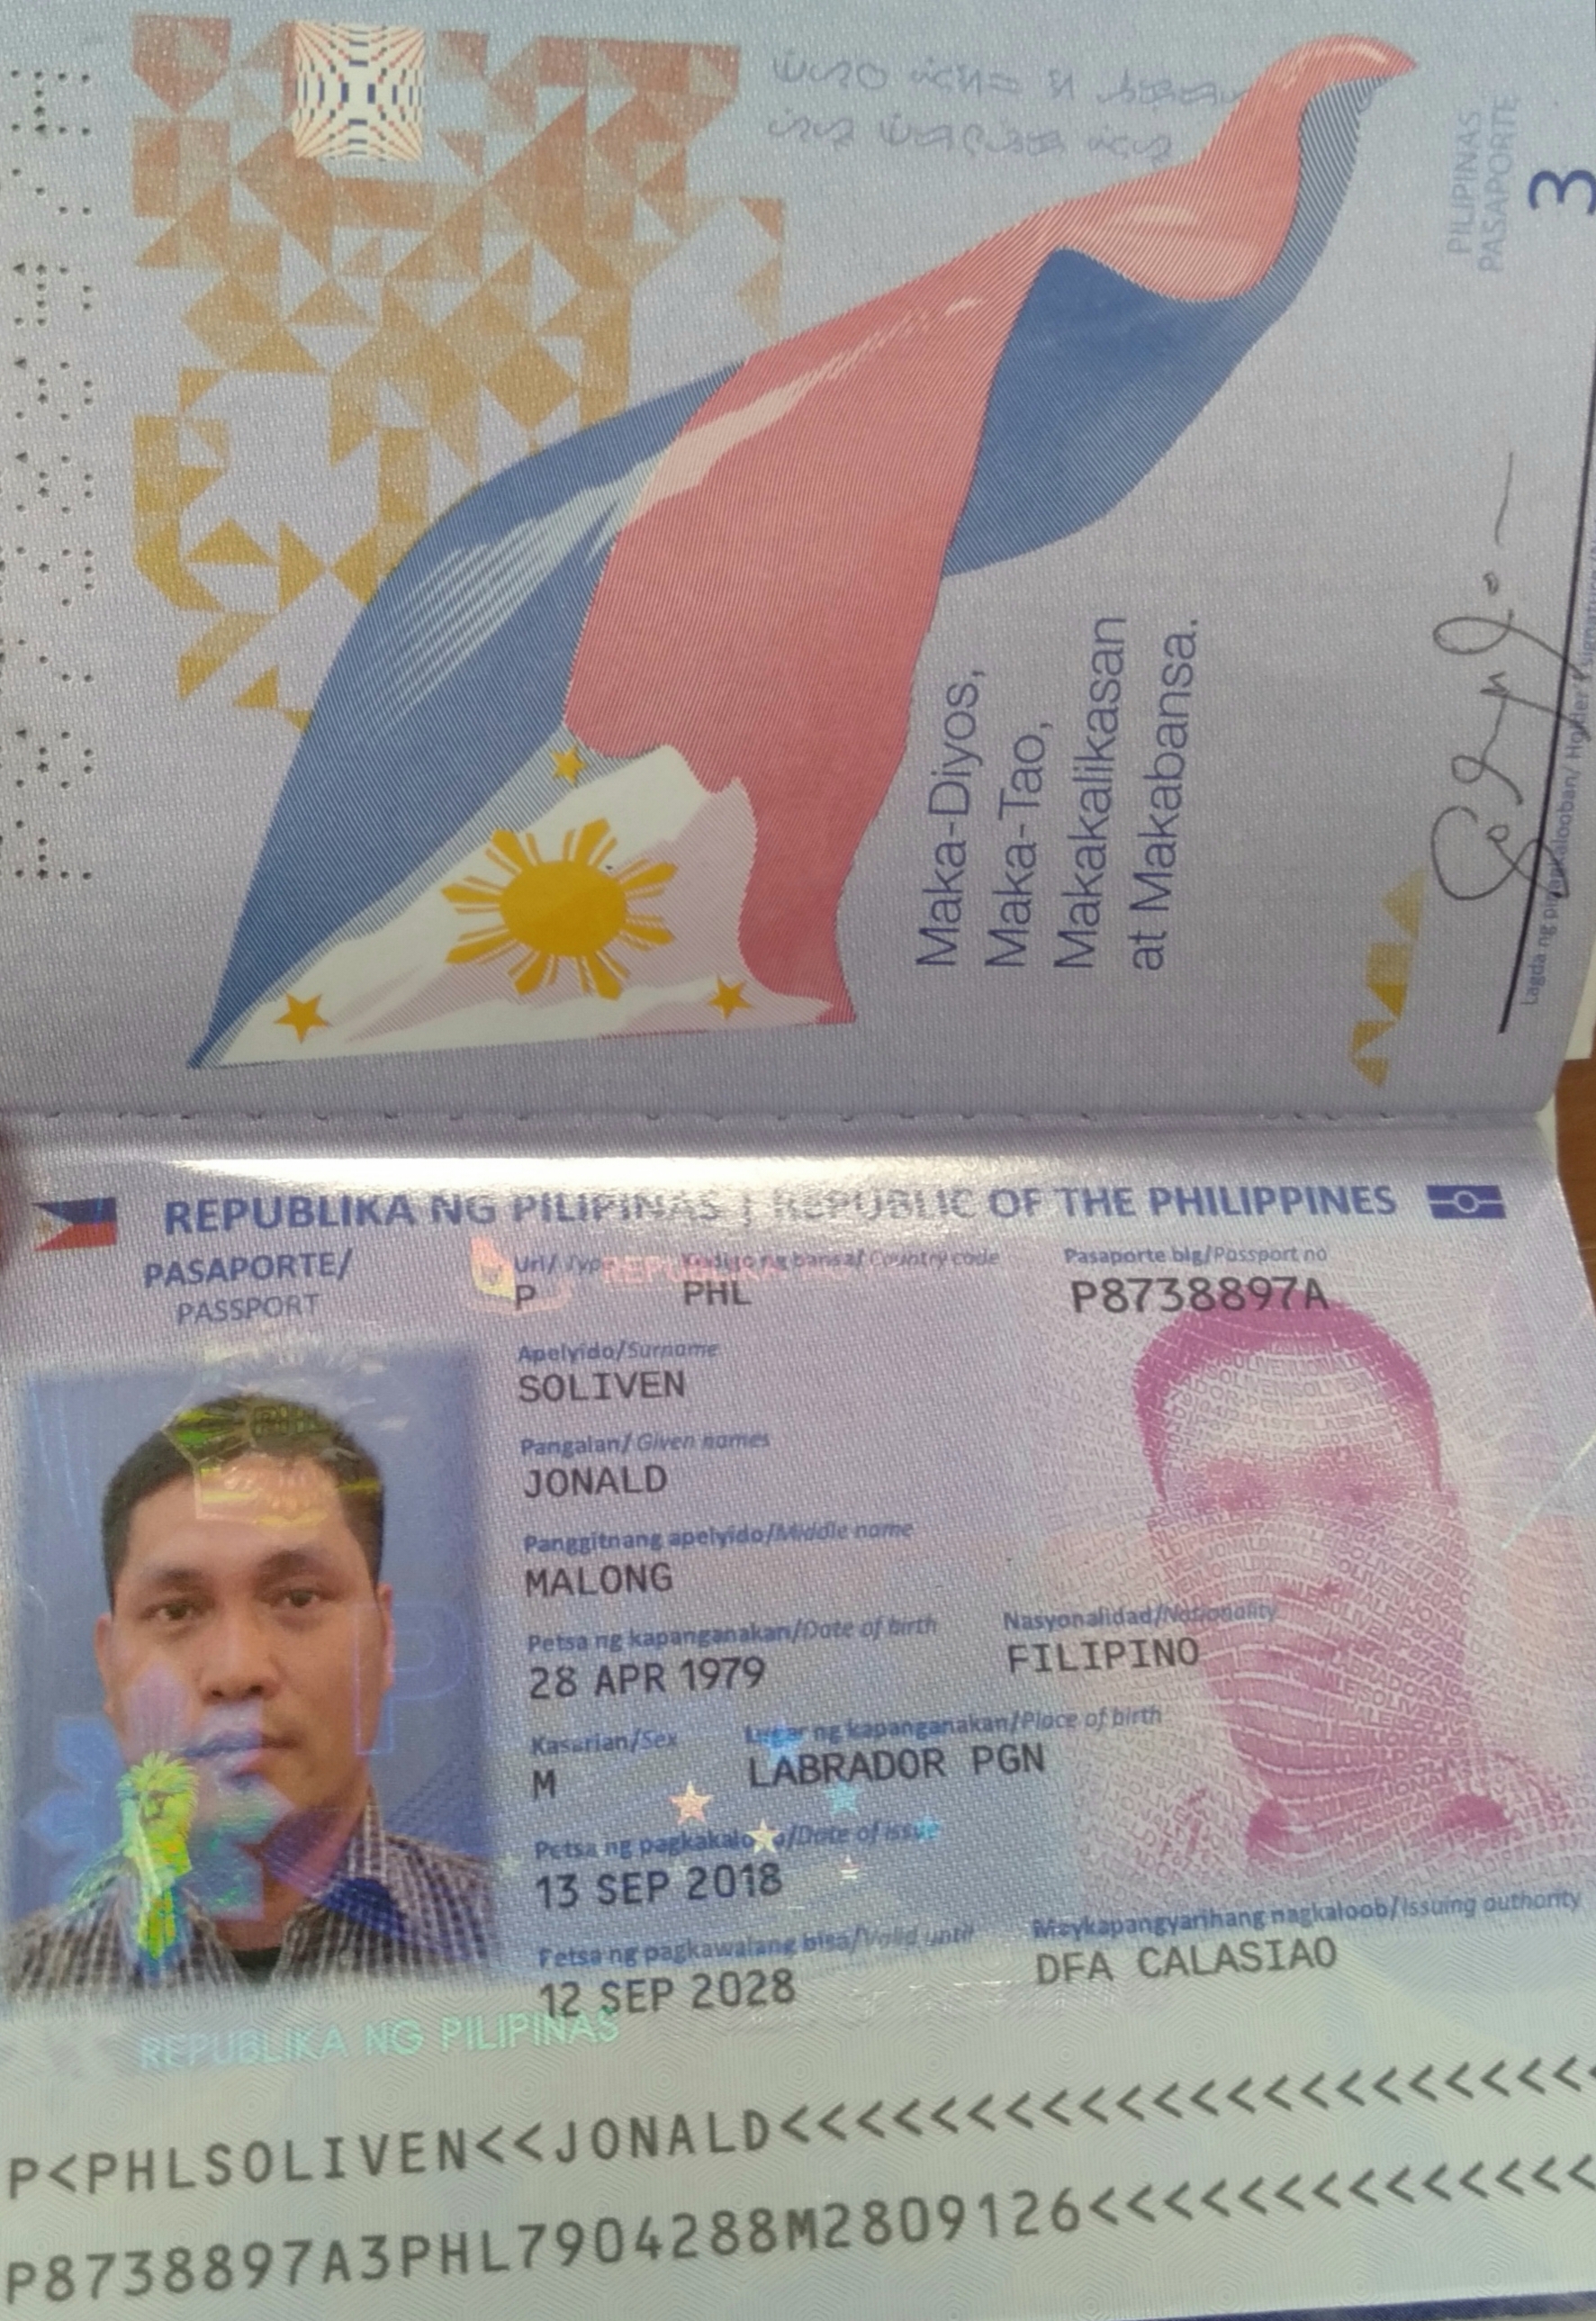 PILIPINAS
PASAPORTE
3
Maka-Diyos,
Maka-Tao,
Makakalikasan
at Makabansa.
Lagda ng pinagkalooban/ Holder's signature
REPUBLIKA NG PILIPINAS | REPUBLIC OF THE PHILIPPINES
PASAPORTE/
PASSPORT
Uri/ Type Kodigo ng bansa/ Country code Pasaporte blg/Passport no
P PHL P8738897A
Apelyido/Surname
SOLIVEN
Pangalan/ Given names
JONALD
Panggitnang apelyido/Middle name
MALONG
Petsa ng kapanganakan/Date of birth Nasyonalidad/Nationality
28 APR 1979 FILIPINO
Kasarian/Sex Lugar ng kapanganakan/Place of birth
M LABRADOR PGN
Petsa ng pagkakaloob/Date of issue
13 SEP 2018
Petsa ng pagkawalang bisa/Valid until Maykapangyarihang nagkaloob/Issuing authority
12 SEP 2028 DFA CALASIAO
REPUBLIKA NG PILIPINAS
P<PHLSOLIVEN<<JONALD<<<<<<<<<<<<<<<<<<<<<
P8738897A3PHL7904288M2809126<<<<<<<<<<<<<